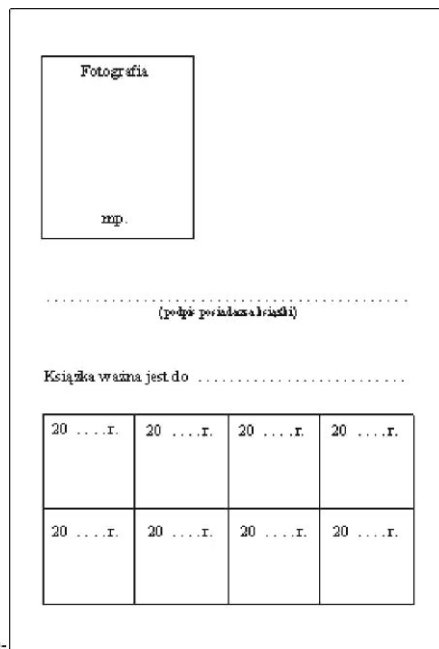 Fotografia
mp.
........................................
(podpis posiadacza książki)
Książka ważna jest do ..........................
20 ....r. 20 ....r. 20 ....r. 20 ....r.
20 ....r. 20 ....r. 20 ....r. 20 ....r.